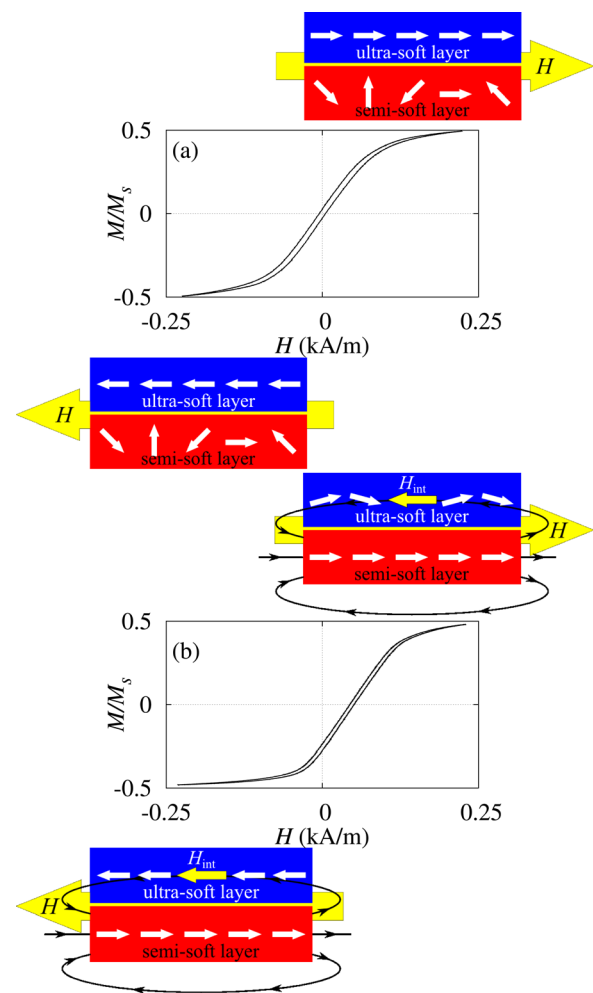 ultra-soft layer
H
semi-soft layer
(a)
M/Mₛ
0.5
0
-0.5
-0.25 0 0.25
H (kA/m)
H
ultra-soft layer
semi-soft layer
Hᵢₙₜ
ultra-soft layer
H
semi-soft layer
(b)
M/Mₛ
0.5
0
-0.5
-0.25 0 0.25
H (kA/m)
Hᵢₙₜ
ultra-soft layer
H
semi-soft layer